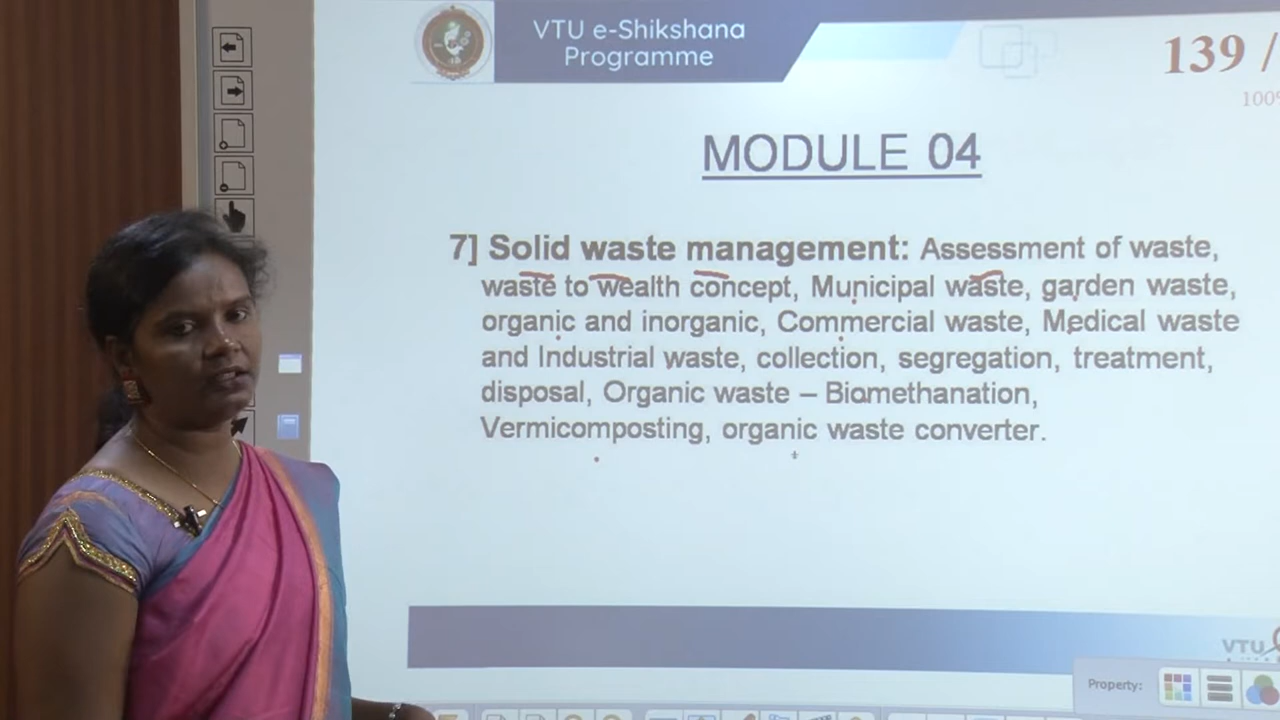 VTU e-Shikshana
Programme
139 /
100%
MODULE 04
7] Solid waste management: Assessment of waste,
waste to wealth concept, Municipal waste, garden waste,
organic and inorganic, Commercial waste, Medical waste
and Industrial waste, collection, segregation, treatment,
disposal, Organic waste – Biomethanation,
Vermicomposting, organic waste converter.
VTU
Property: